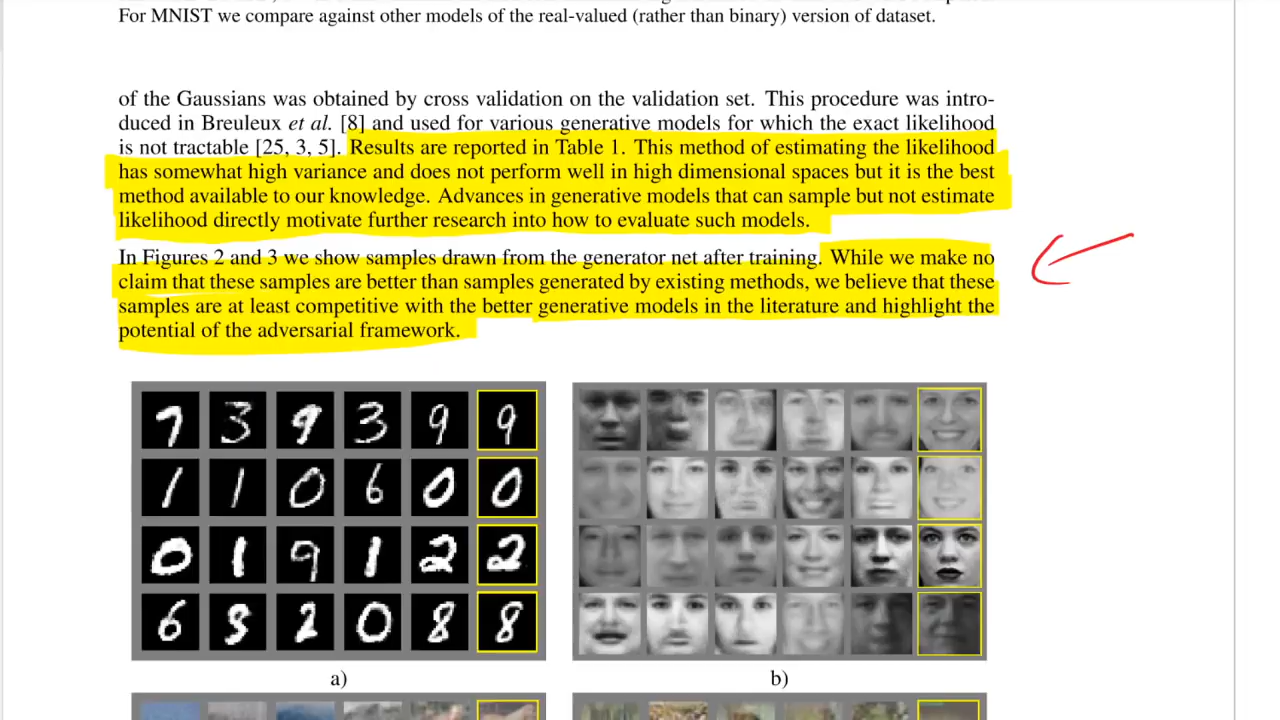 For MNIST we compare against other models of the real-valued (rather than binary) version of dataset.
of the Gaussians was obtained by cross validation on the validation set. This procedure was intro-
duced in Breuleux et al. [8] and used for various generative models for which the exact likelihood
is not tractable [25, 3, 5]. Results are reported in Table 1. This method of estimating the likelihood
has somewhat high variance and does not perform well in high dimensional spaces but it is the best
method available to our knowledge. Advances in generative models that can sample but not estimate
likelihood directly motivate further research into how to evaluate such models.
In Figures 2 and 3 we show samples drawn from the generator net after training. While we make no
claim that these samples are better than samples generated by existing methods, we believe that these
samples are at least competitive with the better generative models in the literature and highlight the
potential of the adversarial framework.
7 3 9 3 9 9
1 1 0 6 0 0
0 1 9 1 2 2
6 2 0 8 8
a) b)